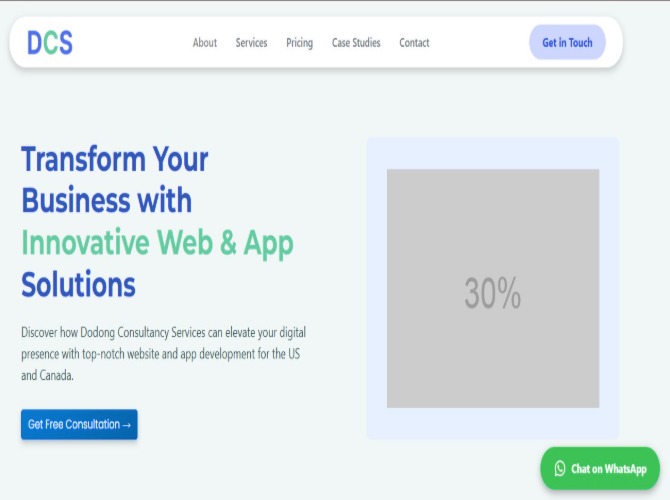 DCS
About Services Pricing Case Studies Contact
Get in Touch
Transform Your
Business with
Innovative Web & App
Solutions
Discover how Dodong Consultancy Services can elevate your digital
presence with top-notch website and app development for the US
and Canada.
Get Free Consultation →
30%
Chat on WhatsApp